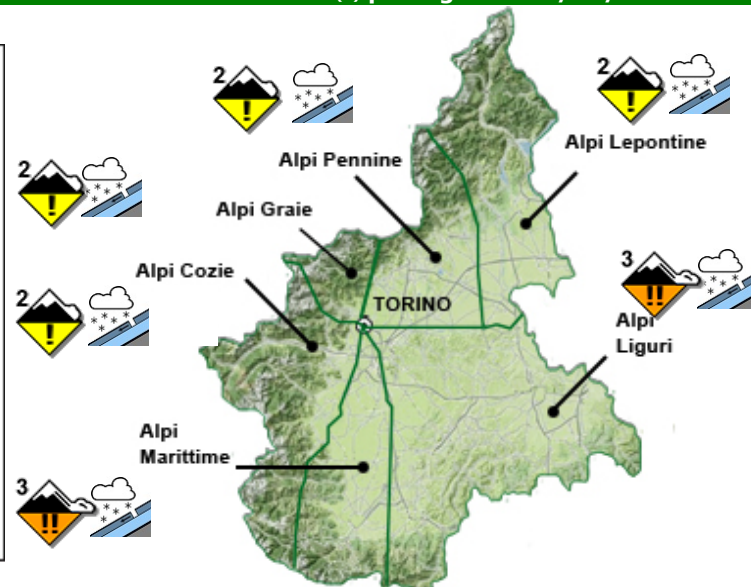 2
2
Alpi Pennine
Alpi Lepontine
2
!
!
!
Alpi Graie
Alpi Cozie
3
!!
2
!
TORINO
Alpi
Liguri
Alpi
Marittime
3
!!